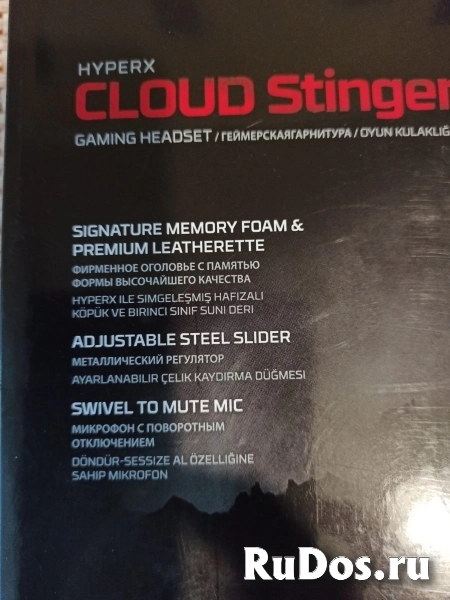 HYPERX
CLOUD Stinger
GAMING HEADSET / ГЕЙМЕРСКАЯГАРНИТУРА / OYUN KULAKLIĞ
SIGNATURE MEMORY FOAM &
PREMIUM LEATHERETTE
ФИРМЕННОЕ ОГОЛОВЬЕ С ПАМЯТЬЮ
ФОРМЫ ВЫСОЧАЙШЕГО КАЧЕСТВА
HYPERX ILE SIMGELEŞMIŞ HAFIZALI
KÖPÜK VE BIRINCI SINIF SUNI DERI
ADJUSTABLE STEEL SLIDER
МЕТАЛЛИЧЕСКИЙ РЕГУЛЯТОР
AYARLANABILIR ÇELIK KAYDIRMA DÜĞMESI
SWIVEL TO MUTE MIC
МИКРОФОН С ПОВОРОТНЫМ
ОТКЛЮЧЕНИЕМ
DÖNDÜR-SESSIZE AL ÖZELLIĞINE
SAHIP MIKROFON
RuDos.ru